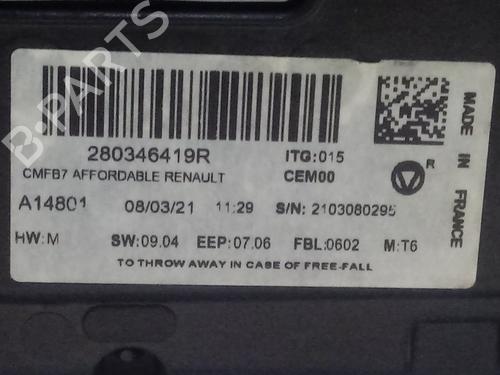 B-PARTS
280346419R
ITG:015
CMFB7 AFFORDABLE RENAULT
CEM00
R
A14801
08/03/21
11:29
S/N: 2103080295
HW:M
SW:09.04
EEP:07.06
FBL:0602
M:T6
TO THROW AWAY IN CASE OF FREE-FALL
MADE IN FRANCE